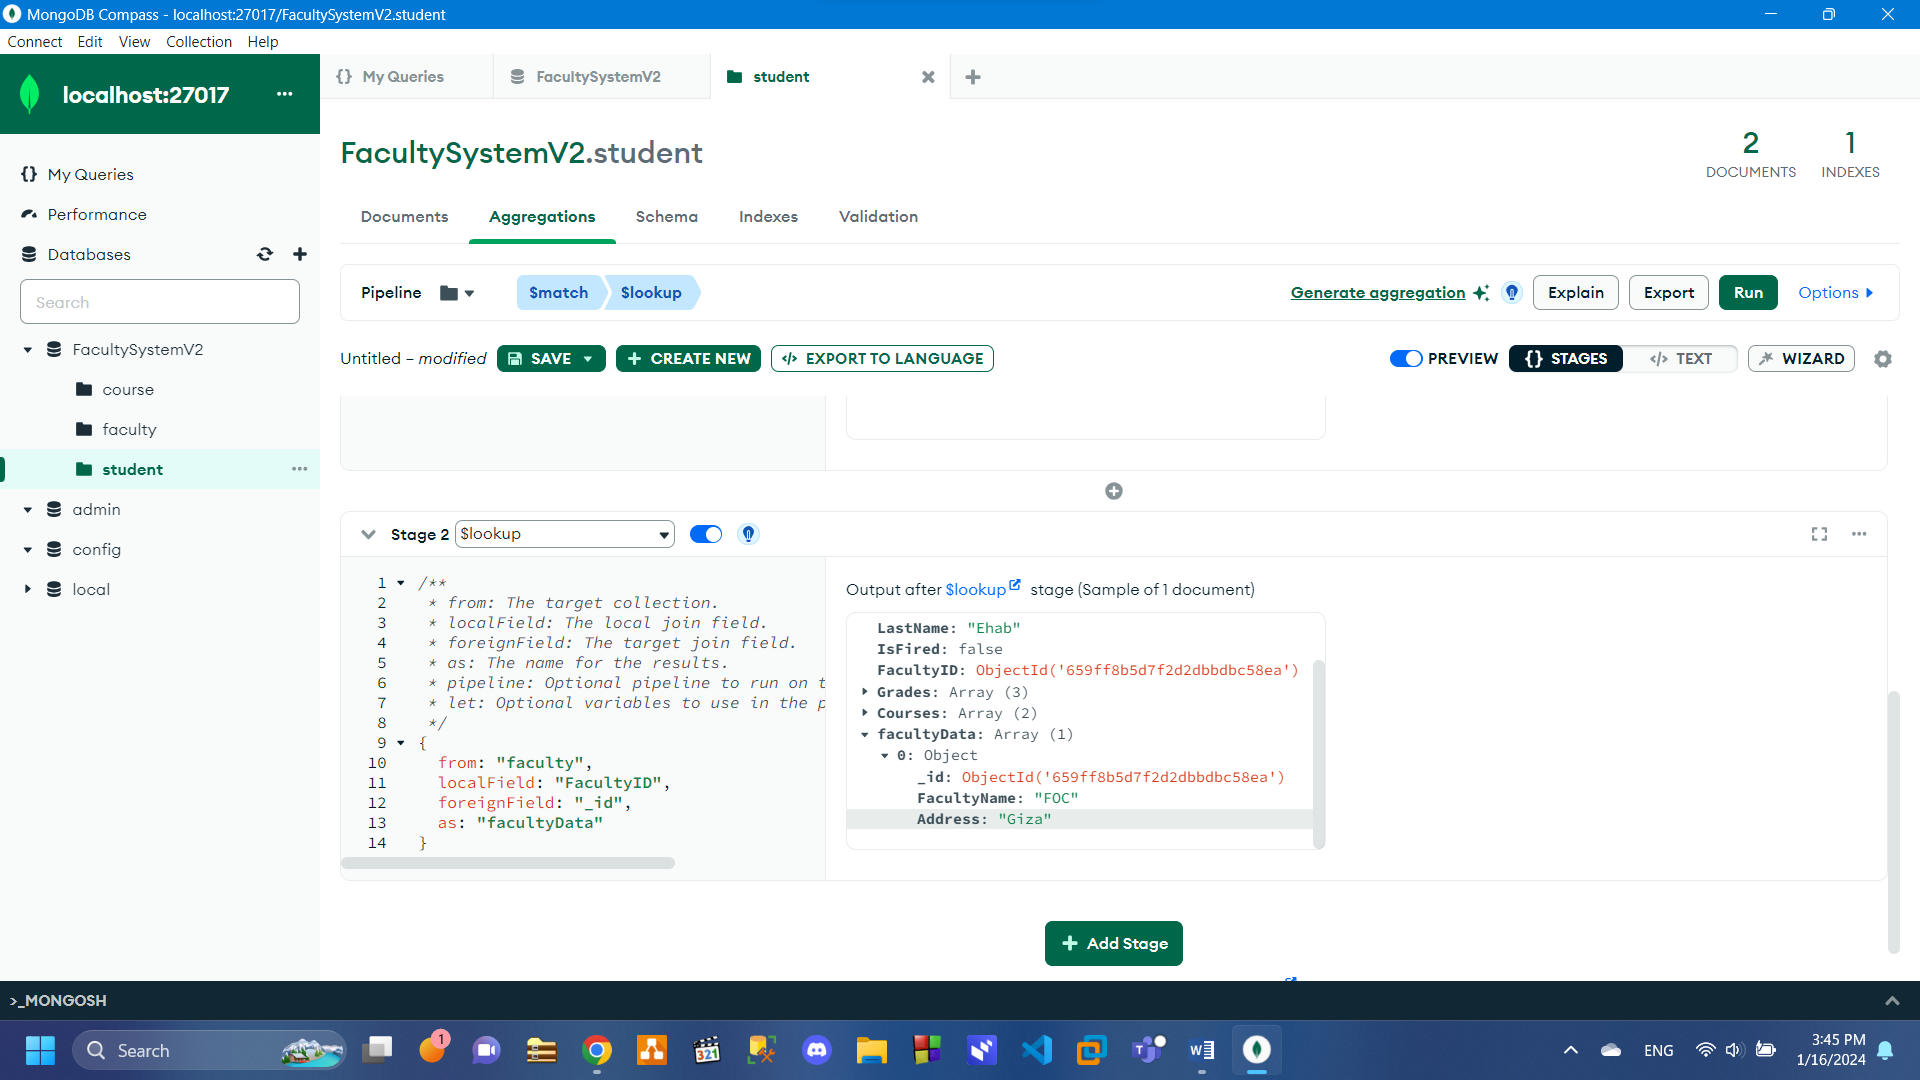 MongoDB Compass - localhost:27017/FacultySystemV2.student
Connect Edit View Collection Help
localhost:27017
My Queries
Performance
Databases
Search
FacultySystemV2
course
faculty
student
admin
config
local
My Queries
FacultySystemV2
student
FacultySystemV2.student
2
DOCUMENTS
1
INDEXES
Documents Aggregations Schema Indexes Validation
Pipeline $match $lookup Generate aggregation Explain Export Run Options
Untitled – modified SAVE + CREATE NEW </> EXPORT TO LANGUAGE PREVIEW {} STAGES </> TEXT WIZARD
Stage 2 $lookup
1 /**
2 * from: The target collection.
3 * localField: The local join field.
4 * foreignField: The target join field.
5 * as: The name for the results.
6 * pipeline: Optional pipeline to run on t
7 * let: Optional variables to use in the p
8 */
9 {
10 from: "faculty",
11 localField: "FacultyID",
12 foreignField: "_id",
13 as: "facultyData"
14 }
Output after $lookup stage (Sample of 1 document)
LastName: "Ehab"
IsFired: false
FacultyID: ObjectId('659ff8b5d7f2d2dbbdbc58ea')
Grades: Array (3)
Courses: Array (2)
facultyData: Array (1)
0: Object
_id: ObjectId('659ff8b5d7f2d2dbbdbc58ea')
FacultyName: "FOC"
Address: "Giza"
+ Add Stage
>_MONGOSH
Search
1
321
W
ENG
3:45 PM
1/16/2024